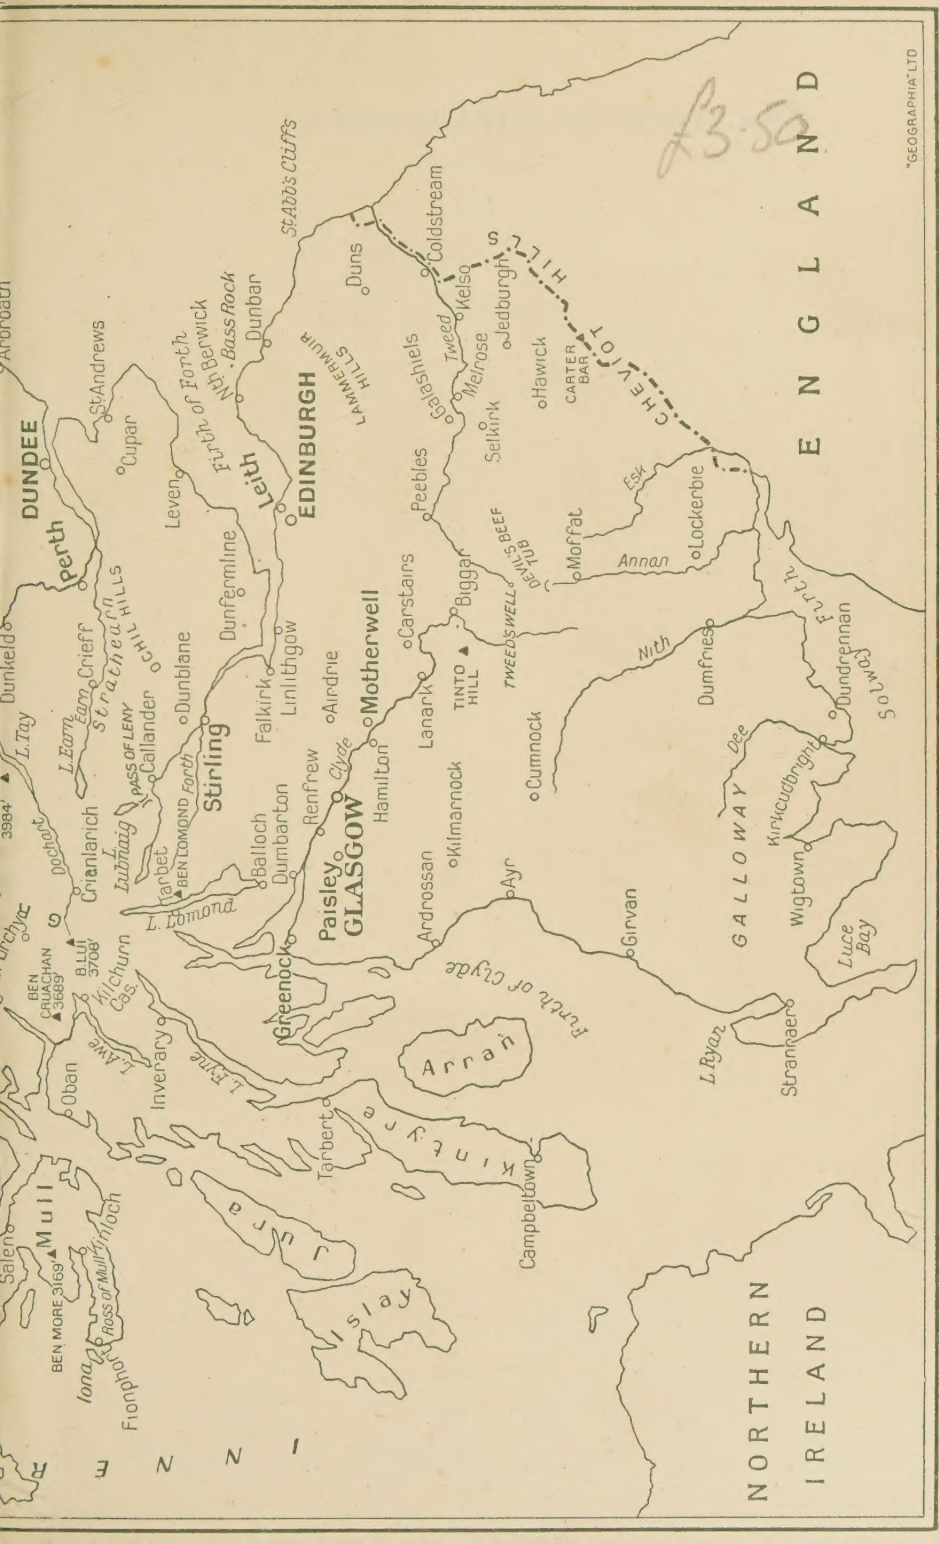 Arbroath
DUNDEE
St Andrews
Cupar
Perth
Dunkeld
L. Tay
3984'
Dochart
Crianlarich
L. Earn
Earn
Crieff
Strathearn
OCHIL HILLS
PASS OF LENY
Callander
L. Lubnaig
Dunblane
Leven
Firth of Forth
Nth Berwick
Bass Rock
Dunbar
St Abb's Cliffs
Leith
EDINBURGH
Dunfermline
LAMMERMUIR
HILLS
Duns
Coldstream
Stirling
Forth
BEN LOMOND
Tarbet
L. Lomond
Falkirk
Linlithgow
Balloch
Dumbarton
Renfrew
Airdrie
Paisley
GLASGOW
Clyde
Motherwell
Hamilton
Carstairs
Lanark
Biggar
TINTO
HILL
Peebles
Galashiels
Tweed
Melrose
Kelso
Selkirk
Jedburgh
Hawick
CARTER
BAR
CHEVIOT HILLS
TWEED'S WELL
DEVIL'S BEEF
TUB
Moffat
Esk
Annan
Lockerbie
Nith
Dumfries
Cumnock
Kilmarnock
Ardrossan
Ayr
Girvan
Firth of Clyde
GALLOWAY
Dee
Kirkcudbright
Dundrennan
Solway Firth
Wigtown
Luce
Bay
L. Ryan
Stranraer
BEN
CRUACHAN
3689'
B. LUI
3708'
Kilchurn
Cas.
L. Awe
Inverary
L. Fyne
Greenock
Oban
Arran
Tarbert
Kintyre
Campbeltown
Jura
Islay
Salen
Mull
BEN MORE 3169'
Ross of Mull
Iona
Fionphort
INNER
NORTHERN
IRELAND
ENGLAND
£3.50
"GEOGRAPHIA" LTD